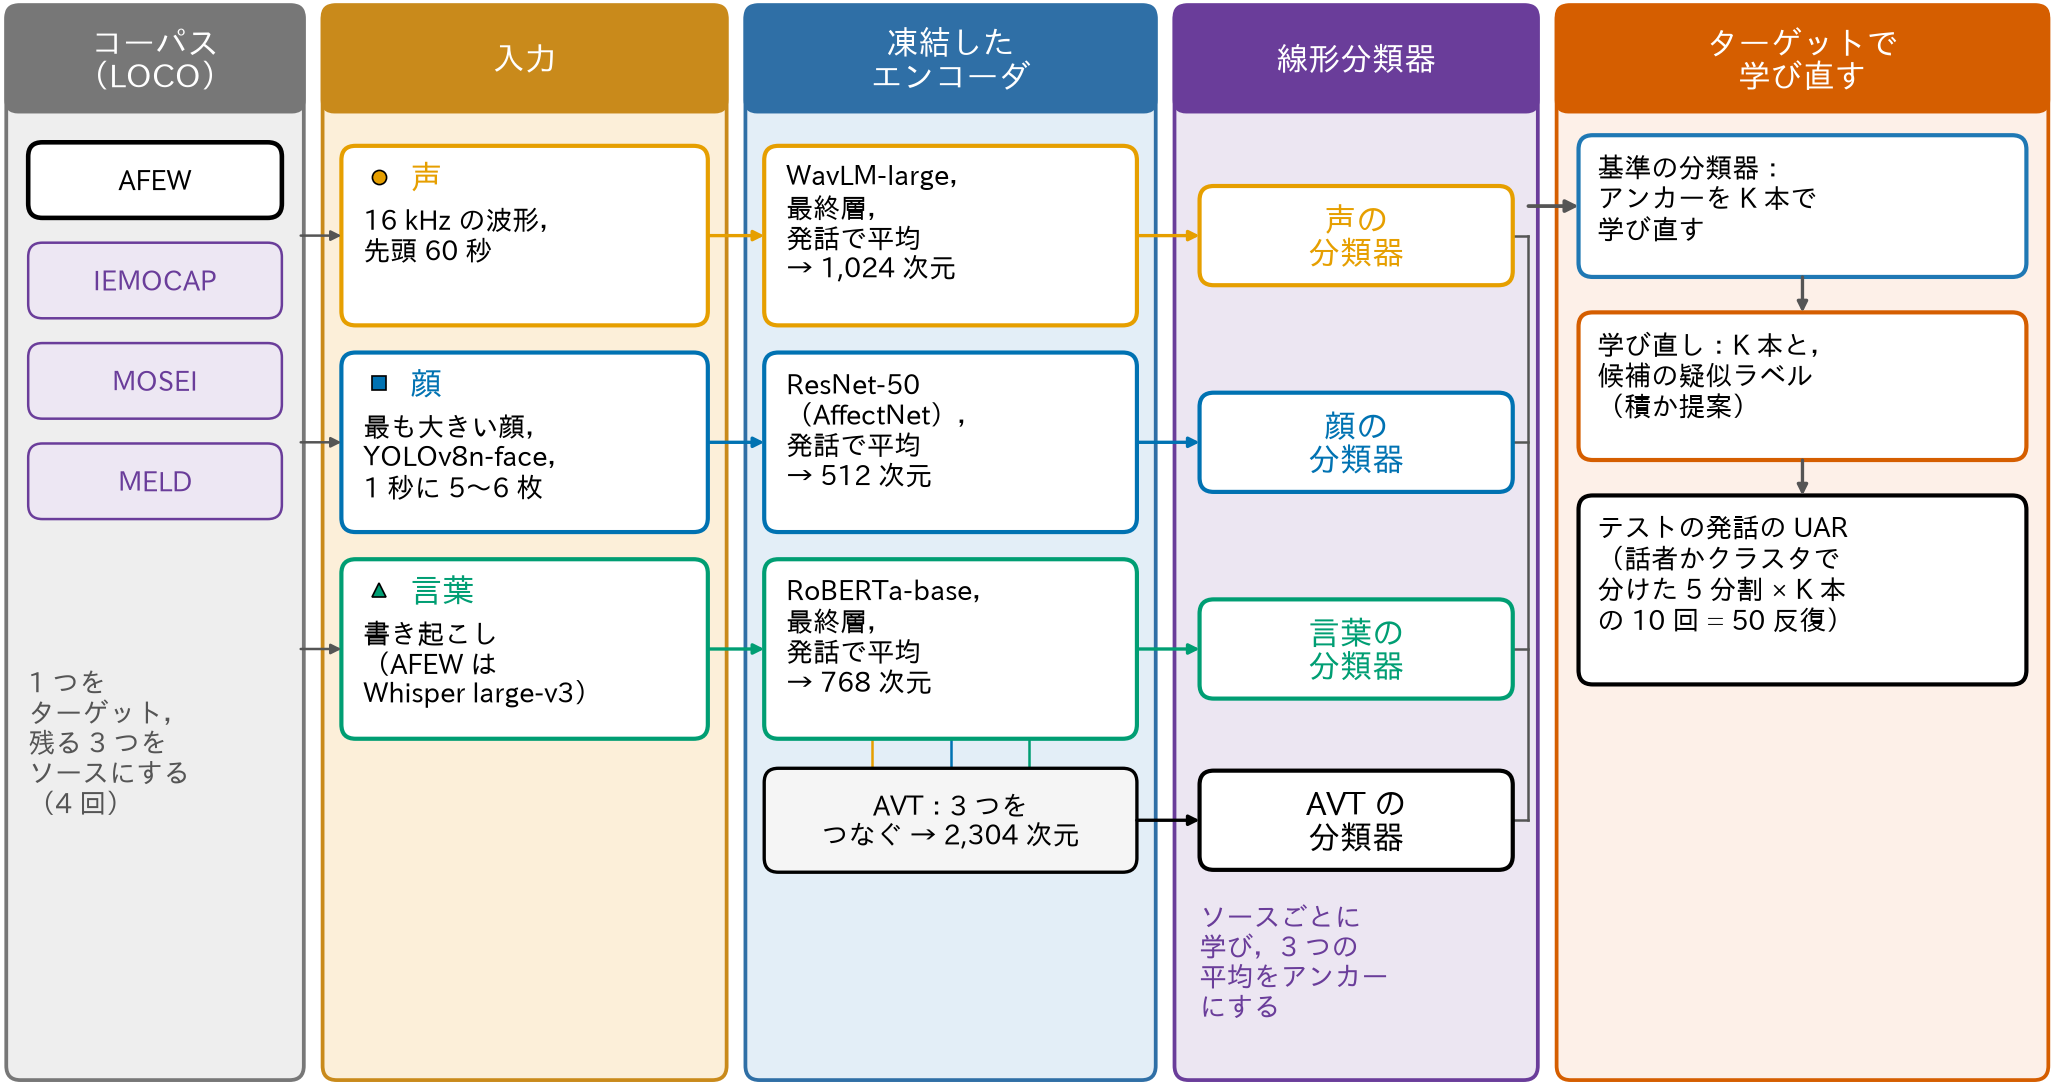 コーパス
（LOCO）
AFEW
IEMOCAP
MOSEI
MELD
1 つを
ターゲット，
残る 3 つを
ソースにする
（4 回）
入力
声
16 kHz の波形，
先頭 60 秒
顔
最も大きい顔，
YOLOv8n-face，
1 秒に 5～6 枚
言葉
書き起こし
（AFEW は
Whisper large-v3）
凍結した
エンコーダ
WavLM-large，
最終層，
発話で平均
→ 1,024 次元
ResNet-50
（AffectNet），
発話で平均
→ 512 次元
RoBERTa-base，
最終層，
発話で平均
→ 768 次元
AVT：3 つを
つなぐ → 2,304 次元
線形分類器
声の
分類器
顔の
分類器
言葉の
分類器
AVT の
分類器
ソースごとに
学び，3 つの
平均をアンカー
にする
ターゲットで
学び直す
基準の分類器：
アンカーを K 本で
学び直す
学び直し：K 本と，
候補の疑似ラベル
（積か提案）
テストの発話の UAR
（話者かクラスタで
分けた 5 分割 × K 本
の 10 回 = 50 反復）